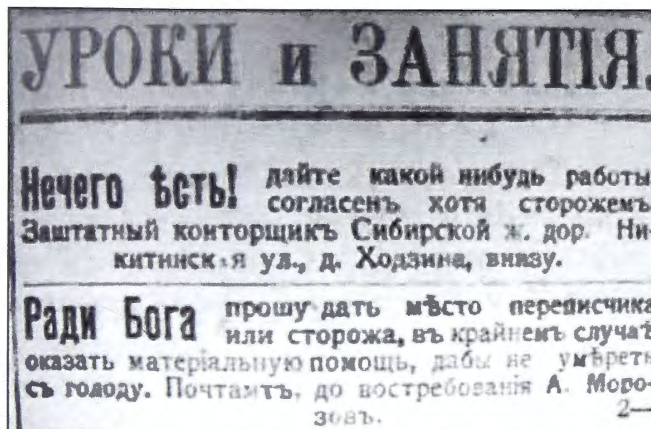 УРОКИ и ЗАНЯТІЯ.
Нечего ѣсть! дяйте какой нибудь работы
согласенъ хотя сторожемъ
Заштатный конторщикъ Сибирской ж. дор. Ни-
китинская ул., д. Ходзина, внизу.
Ради Бога прошу дать мѣсто переписчика
или сторожа, въ крайнемъ случаѣ
оказать матеріальную помощь, дабы не умѣреть
съ голоду. Почтамтъ, до востребованія А. Моро-
зовъ.
2—